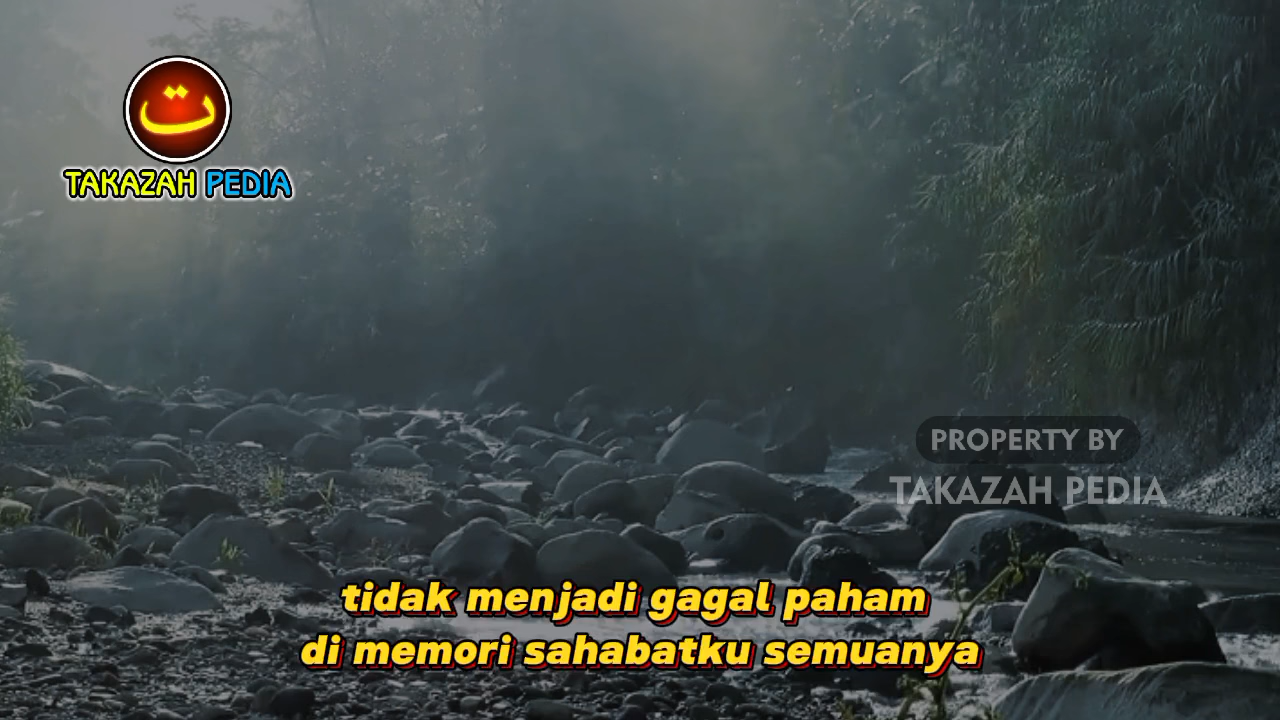 ت
TAKAZAH PEDIA
PROPERTY BY
TAKAZAH PEDIA
tidak menjadi gagal paham
di memori sahabatku semuanya